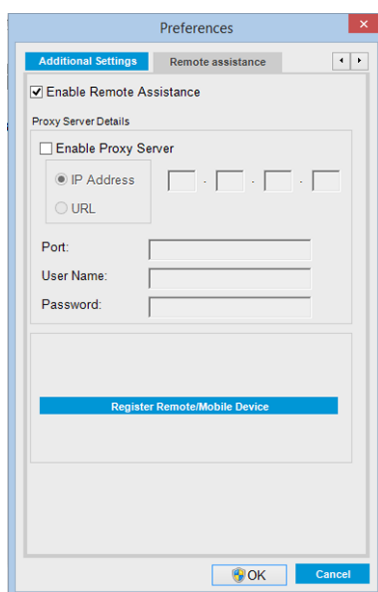 Preferences
Additional Settings Remote assistance
Enable Remote Assistance
Proxy Server Details
Enable Proxy Server
IP Address . . .
URL
Port:
User Name:
Password:
Register Remote/Mobile Device
OK Cancel